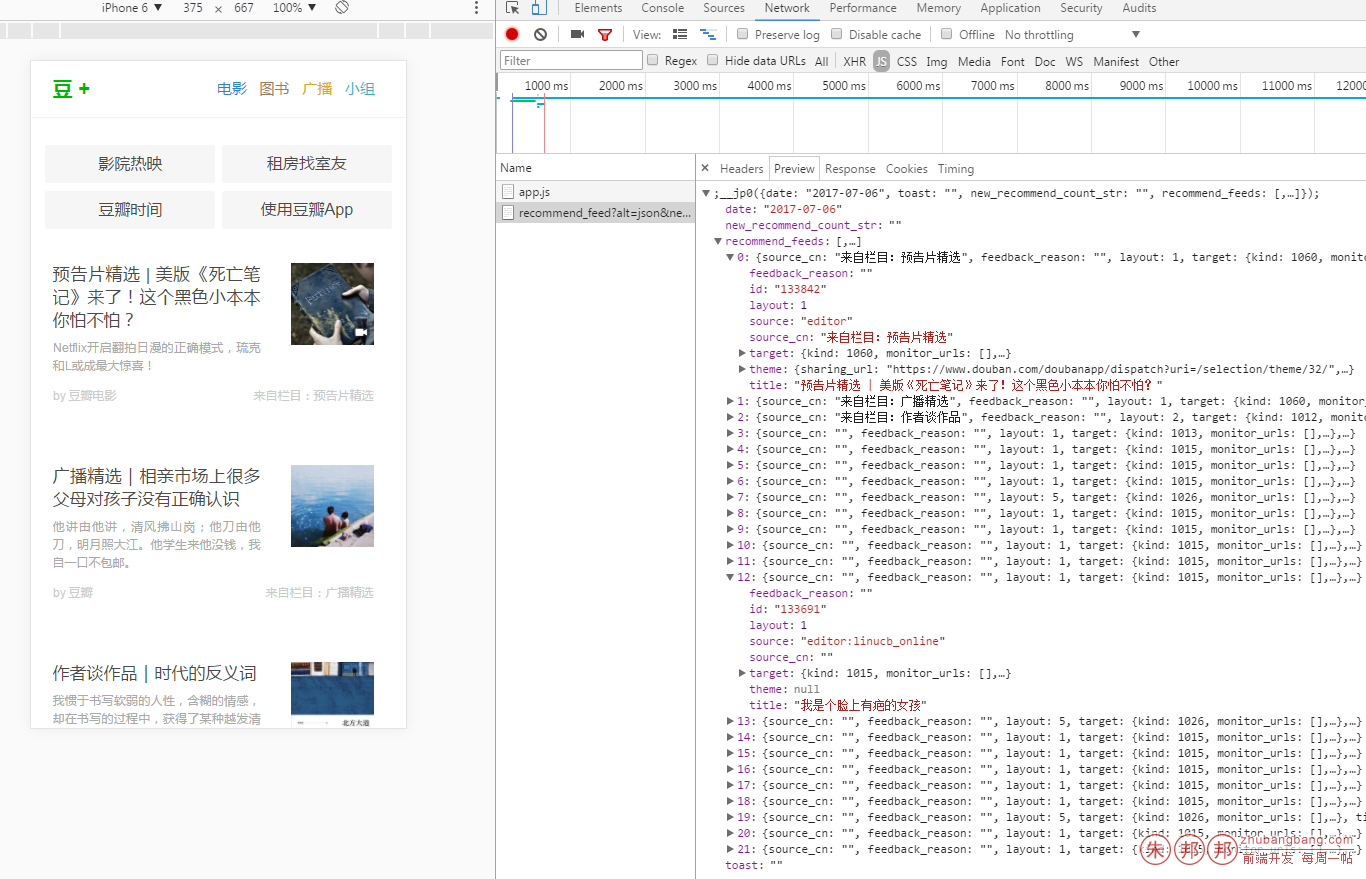 iPhone 6 ▼ 375 × 667 100% ▼
豆 + 电影 图书 广播 小组
影院热映 租房找室友
豆瓣时间 使用豆瓣App
预告片精选 | 美版《死亡笔
记》来了！这个黑色小本本
你怕不怕？
Netflix开启翻拍日漫的正确模式，琉克
和L或成最大惊喜！
by 豆瓣电影 来自栏目：预告片精选
广播精选｜相亲市场上很多
父母对孩子没有正确认识
他讲由他讲，清风拂山岗；他刀由他
刀，明月照大江。他学生来他没钱，我
自一口不包邮。
by 豆瓣 来自栏目：广播精选
作者谈作品｜时代的反义词
我惯于书写软弱的人性，含糊的情感，
却在书写的过程中，获得了某种越发清
北方大道
Elements Console Sources Network Performance Memory Application Security Audits
View: Preserve log Disable cache Offline No throttling ▼
Filter Regex Hide data URLs All XHR JS CSS Img Media Font Doc WS Manifest Other
1000 ms 2000 ms 3000 ms 4000 ms 5000 ms 6000 ms 7000 ms 8000 ms 9000 ms 10000 ms 11000 ms 12000
Name
app.js
recommend_feed?alt=json&ne...
× Headers Preview Response Cookies Timing
▼;__jp0({date: "2017-07-06", toast: "", new_recommend_count_str: "", recommend_feeds: [,…]});
date: "2017-07-06"
new_recommend_count_str: ""
▼recommend_feeds: [,…]
▼0: {source_cn: "来自栏目：预告片精选", feedback_reason: "", layout: 1, target: {kind: 1060, monito
feedback_reason: ""
id: "133842"
layout: 1
source: "editor"
source_cn: "来自栏目：预告片精选"
▶target: {kind: 1060, monitor_urls: [],…}
▶theme: {sharing_url: "https://www.douban.com/doubanapp/dispatch?uri=/selection/theme/32/",…}
title: "预告片精选 | 美版《死亡笔记》来了！这个黑色小本本你怕不怕？"
▶1: {source_cn: "来自栏目：广播精选", feedback_reason: "", layout: 1, target: {kind: 1060, monitor_
▶2: {source_cn: "来自栏目：作者谈作品", feedback_reason: "", layout: 2, target: {kind: 1012, monito
▶3: {source_cn: "", feedback_reason: "", layout: 1, target: {kind: 1013, monitor_urls: [],…},…}
▶4: {source_cn: "", feedback_reason: "", layout: 1, target: {kind: 1015, monitor_urls: [],…},…}
▶5: {source_cn: "", feedback_reason: "", layout: 1, target: {kind: 1015, monitor_urls: [],…},…}
▶6: {source_cn: "", feedback_reason: "", layout: 1, target: {kind: 1015, monitor_urls: [],…},…}
▶7: {source_cn: "", feedback_reason: "", layout: 5, target: {kind: 1026, monitor_urls: [],…},…}
▶8: {source_cn: "", feedback_reason: "", layout: 1, target: {kind: 1015, monitor_urls: [],…},…}
▶9: {source_cn: "", feedback_reason: "", layout: 1, target: {kind: 1015, monitor_urls: [],…},…}
▶10: {source_cn: "", feedback_reason: "", layout: 1, target: {kind: 1015, monitor_urls: [],…},…}
▶11: {source_cn: "", feedback_reason: "", layout: 1, target: {kind: 1015, monitor_urls: [],…},…}
▼12: {source_cn: "", feedback_reason: "", layout: 1, target: {kind: 1015, monitor_urls: [],…},…}
feedback_reason: ""
id: "133691"
layout: 1
source: "editor:linucb_online"
source_cn: ""
▶target: {kind: 1015, monitor_urls: [],…}
theme: null
title: "我是个脸上有疤的女孩"
▶13: {source_cn: "", feedback_reason: "", layout: 5, target: {kind: 1026, monitor_urls: [],…},…}
▶14: {source_cn: "", feedback_reason: "", layout: 1, target: {kind: 1015, monitor_urls: [],…},…}
▶15: {source_cn: "", feedback_reason: "", layout: 1, target: {kind: 1015, monitor_urls: [],…},…}
▶16: {source_cn: "", feedback_reason: "", layout: 1, target: {kind: 1015, monitor_urls: [],…},…}
▶17: {source_cn: "", feedback_reason: "", layout: 1, target: {kind: 1015, monitor_urls: [],…},…}
▶18: {source_cn: "", feedback_reason: "", layout: 1, target: {kind: 1015, monitor_urls: [],…},…}
▶19: {source_cn: "", feedback_reason: "", layout: 5, target: {kind: 1026, monitor_urls: [],…}, ti
▶20: {source_cn: "", feedback_reason: "", layout: 1, target: {kind: 1015, monitor_urls: [],…},…}
▶21: {source_cn: "", feedback_reason: "", layout: 1, target:
toast: ""
朱邦邦 zhubangbang.com
前端开发 每周一帖